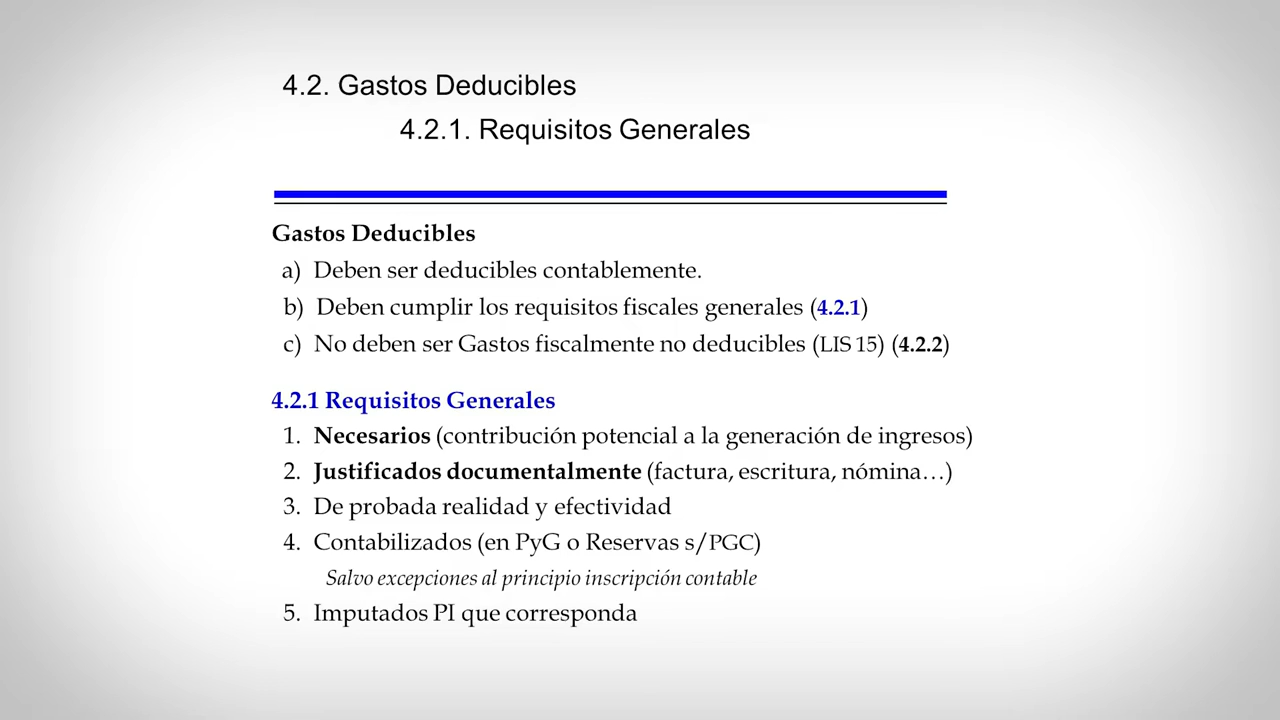 4.2. Gastos Deducibles
4.2.1. Requisitos Generales
Gastos Deducibles
a) Deben ser deducibles contablemente.
b) Deben cumplir los requisitos fiscales generales (4.2.1)
c) No deben ser Gastos fiscalmente no deducibles (LIS 15) (4.2.2)
4.2.1 Requisitos Generales
1. Necesarios (contribución potencial a la generación de ingresos)
2. Justificados documentalmente (factura, escritura, nómina…)
3. De probada realidad y efectividad
4. Contabilizados (en PyG o Reservas s/PGC)
Salvo excepciones al principio inscripción contable
5. Imputados PI que corresponda